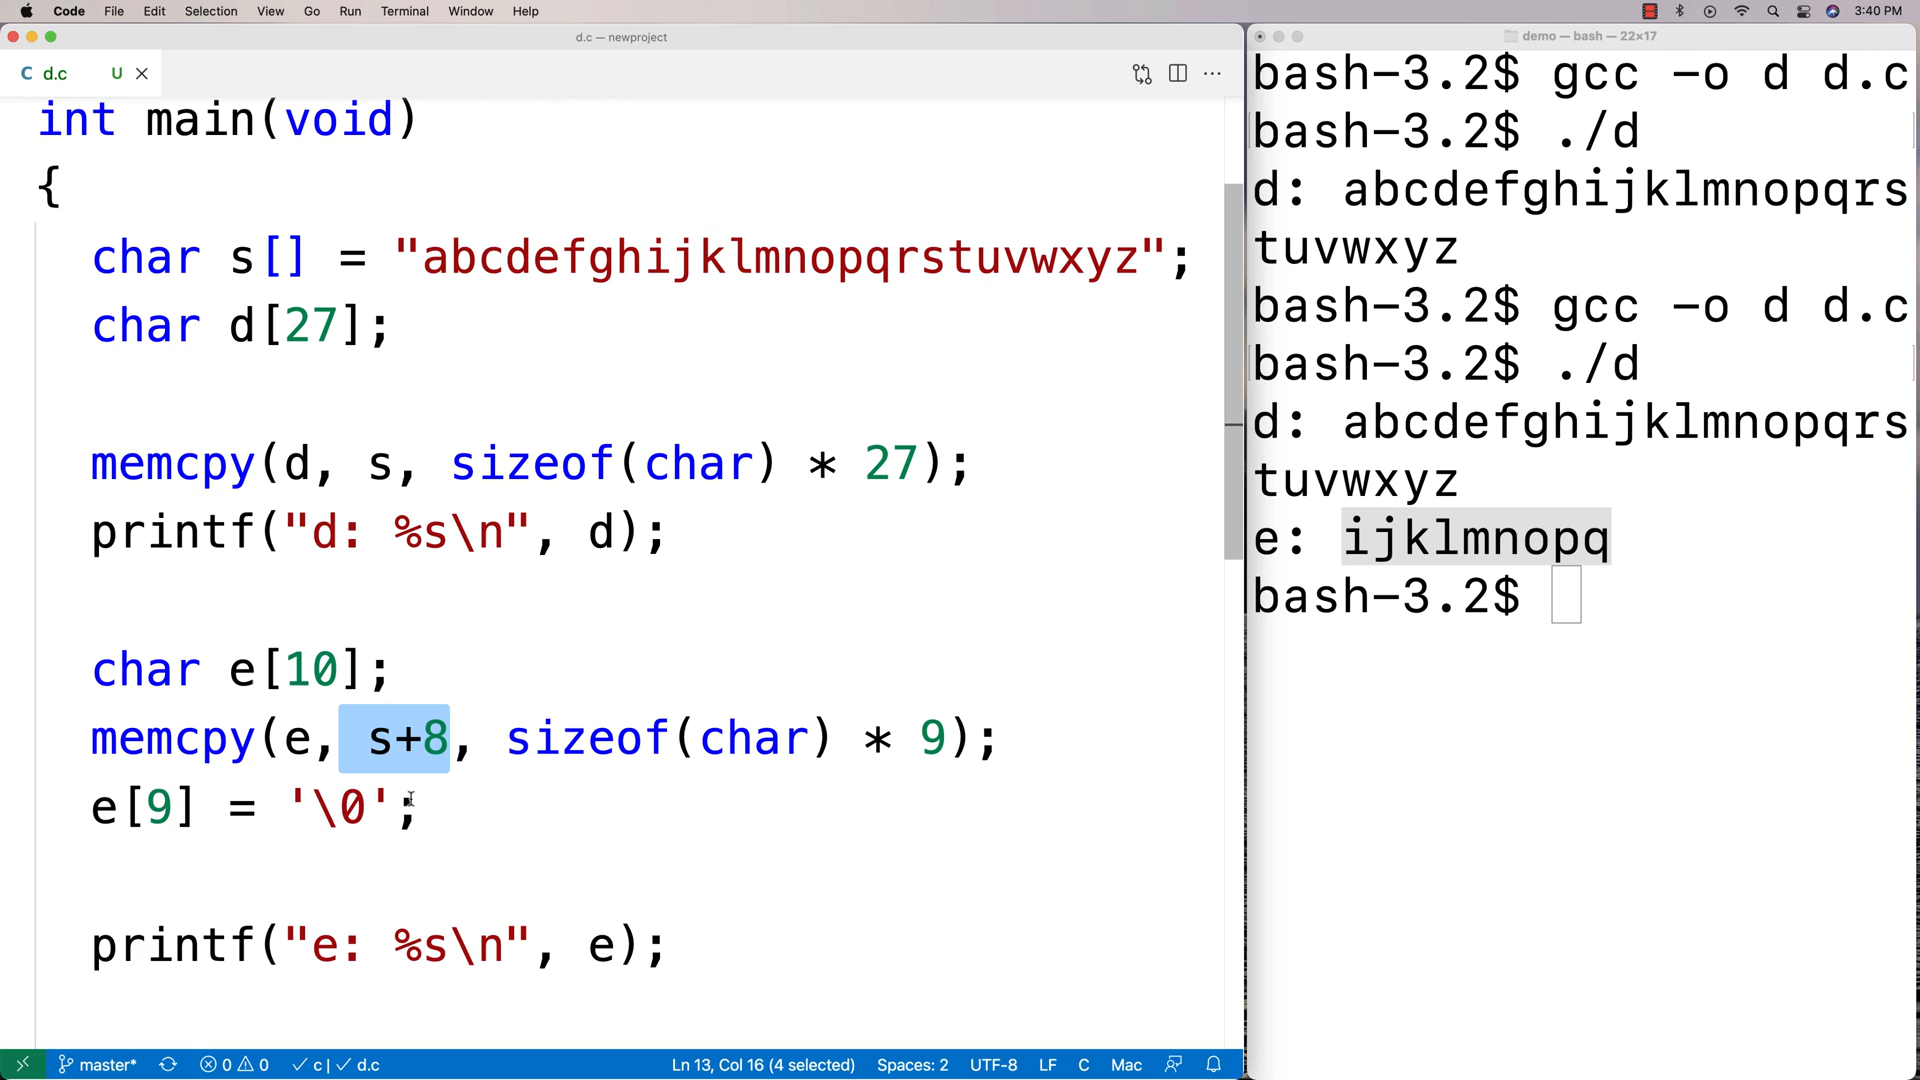 Code File Edit Selection View Go Run Terminal Window Help 3:40 PM
d.c — newproject
C d.c U
int main(void)
{
char s[] = "abcdefghijklmnopqrstuvwxyz";
char d[27];
memcpy(d, s, sizeof(char) * 27);
printf("d: %s\n", d);
char e[10];
memcpy(e, s+8, sizeof(char) * 9);
e[9] = '\0';
printf("e: %s\n", e);
master* 0 0 c | d.c Ln 13, Col 16 (4 selected) Spaces: 2 UTF-8 LF C Mac
demo — bash — 22×17
bash-3.2$ gcc -o d d.c
bash-3.2$ ./d
d: abcdefghijklmnopqrs
tuvwxyz
bash-3.2$ gcc -o d d.c
bash-3.2$ ./d
d: abcdefghijklmnopqrs
tuvwxyz
e: ijklmnopq
bash-3.2$